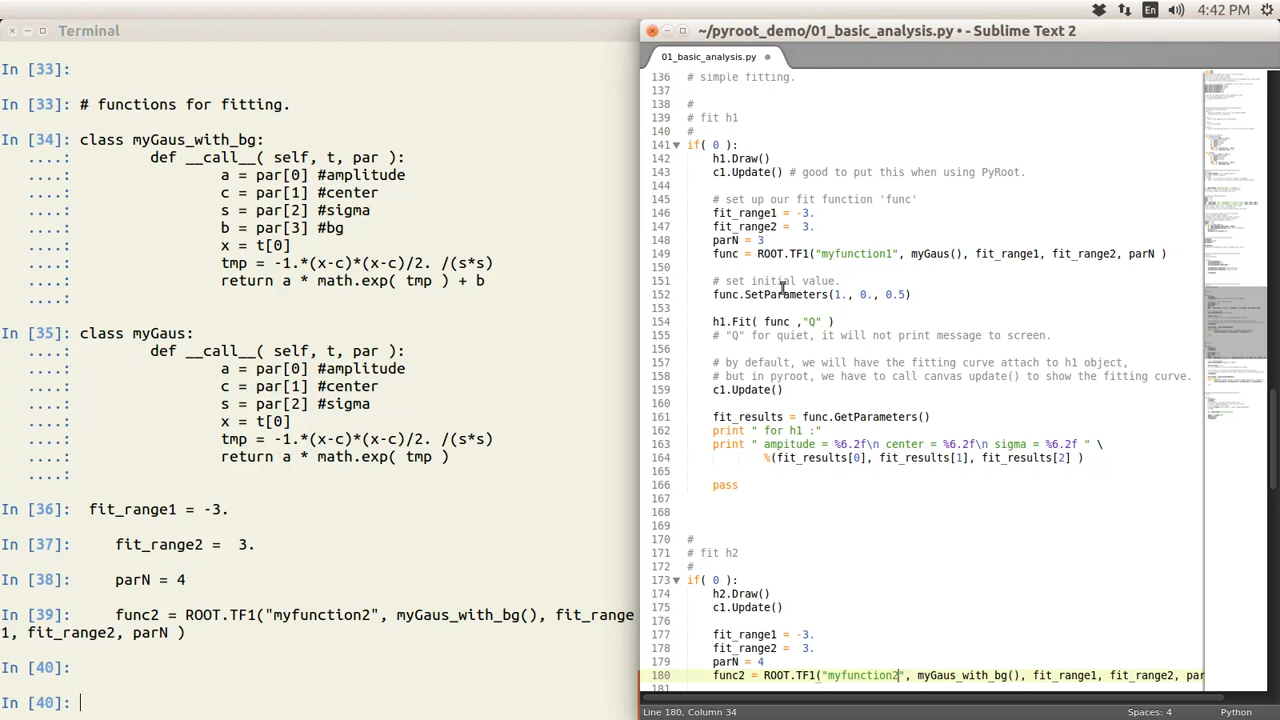 En
4:42 PM
Terminal
In [33]:
In [33]: # functions for fitting.
In [34]: class myGaus_with_bg:
....: def __call__( self, t, par ):
....: a = par[0] #amplitude
....: c = par[1] #center
....: s = par[2] #sigma
....: b = par[3] #bg
....: x = t[0]
....: tmp = -1.*(x-c)*(x-c)/2. /(s*s)
....: return a * math.exp( tmp ) + b
....:
In [35]: class myGaus:
....: def __call__( self, t, par ):
....: a = par[0] #amplitude
....: c = par[1] #center
....: s = par[2] #sigma
....: x = t[0]
....: tmp = -1.*(x-c)*(x-c)/2. /(s*s)
....: return a * math.exp( tmp )
....:
In [36]: fit_range1 = -3.
In [37]: fit_range2 = 3.
In [38]: parN = 4
In [39]: func2 = ROOT.TF1("myfunction2", myGaus_with_bg(), fit_range
1, fit_range2, parN )
In [40]:
In [40]:
~/pyroot_demo/01_basic_analysis.py • - Sublime Text 2
01_basic_analysis.py
136 # simple fitting.
137
138 #
139 # fit h1
140 #
141 if( 0 ):
142 h1.Draw()
143 c1.Update() # good to put this when using PyRoot.
144
145 # set up our fit function 'func'
146 fit_range1 = -3.
147 fit_range2 = 3.
148 parN = 3
149 func = ROOT.TF1("myfunction1", myGaus(), fit_range1, fit_range2, parN )
150
151 # set initial value.
152 func.SetParameters(1., 0., 0.5)
153
154 h1.Fit( func ,"Q" )
155 # "Q" for quiet, it will not print message to screen.
156
157 # by default, we will have the fitting curve attach to h1 object,
158 # but in pyroot, we have to call canvas update() to show the fitting curve.
159 c1.Update()
160
161 fit_results = func.GetParameters()
162 print " for h1 :"
163 print " ampitude = %6.2f\n center = %6.2f\n sigma = %6.2f " \
164 %(fit_results[0], fit_results[1], fit_results[2] )
165
166 pass
167
168
169
170 #
171 # fit h2
172 #
173 if( 0 ):
174 h2.Draw()
175 c1.Update()
176
177 fit_range1 = -3.
178 fit_range2 = 3.
179 parN = 4
180 func2 = ROOT.TF1("myfunction2", myGaus_with_bg(), fit_range1, fit_range2, par
181
Line 180, Column 34
Spaces: 4
Python